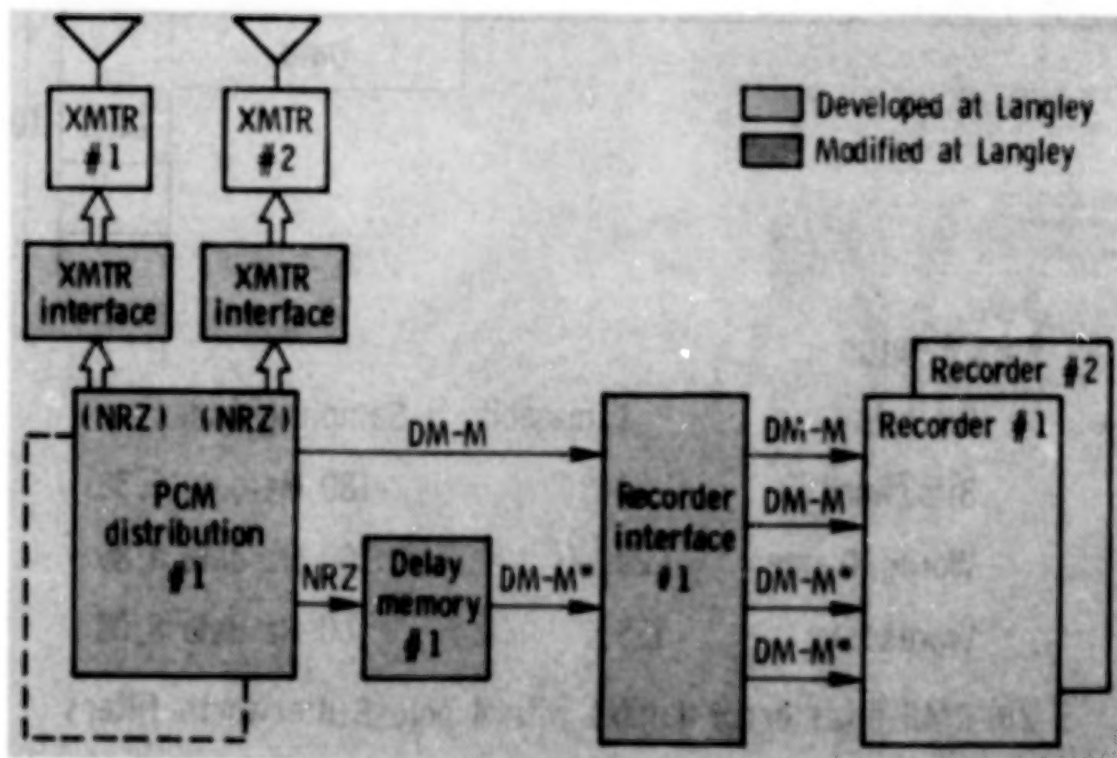 XMTR
#1
XMTR
#2
Developed at Langley
Modified at Langley
XMTR
interface
XMTR
interface
(NRZ) (NRZ)
PCM
distribution
#1
DM-M
NRZ
Delay
memory
#1
DM-M*
Recorder
interface
#1
DM-M
DM-M
DM-M*
DM-M*
Recorder #2
Recorder #1